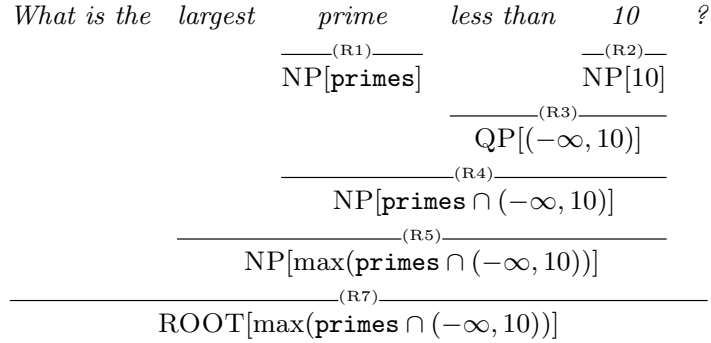 What is the largest prime less than 10 ?
(R1) (R2)
NP[primes] NP[10]
(R3)
QP[(−∞, 10)]
(R4)
NP[primes ∩ (−∞, 10)]
(R5)
NP[max(primes ∩ (−∞, 10))]
(R7)
ROOT[max(primes ∩ (−∞, 10))]